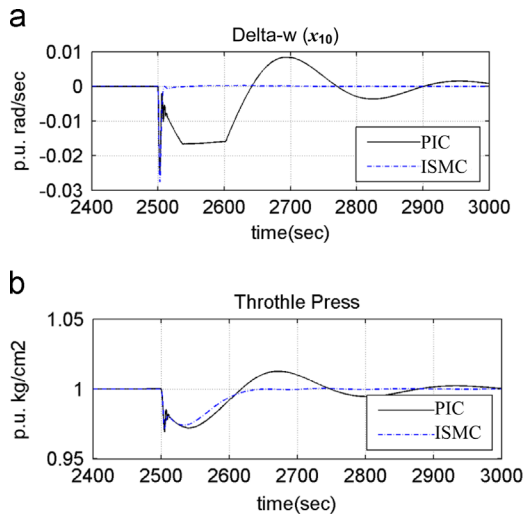 a
Delta-w (x10)
0.01
0
-0.01
-0.02
-0.03
p.u. rad/sec
PIC
ISMC
2400 2500 2600 2700 2800 2900 3000
time(sec)
b
Throthle Press
1.05
1
0.95
p.u. kg/cm2
PIC
ISMC
2400 2500 2600 2700 2800 2900 3000
time(sec)